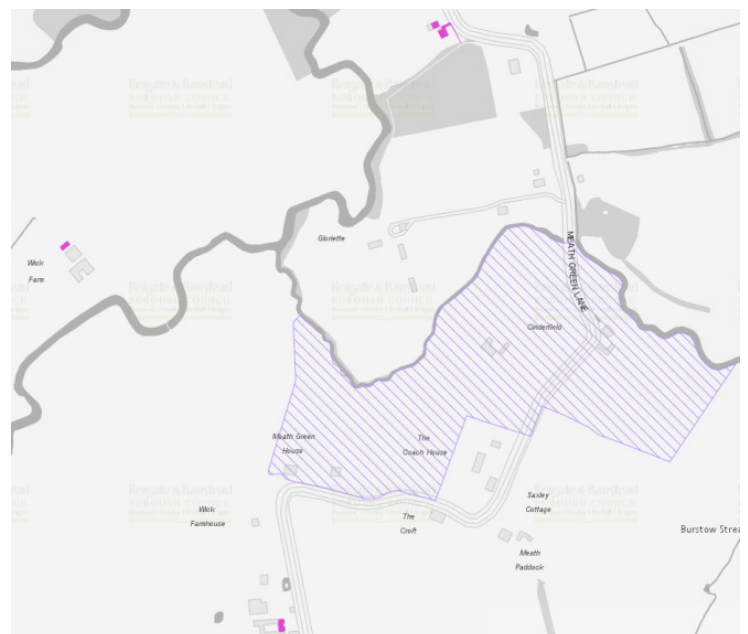 Reigate & Banstead
BOROUGH COUNCIL
Gloriette
MEATH GREEN LANE
Wick
Farm
Cinderfield
Meath Green
House
The
Coach House
Wick
Farmhouse
The
Croft
Saxley
Cottage
Meath
Paddock
Burstow Strea